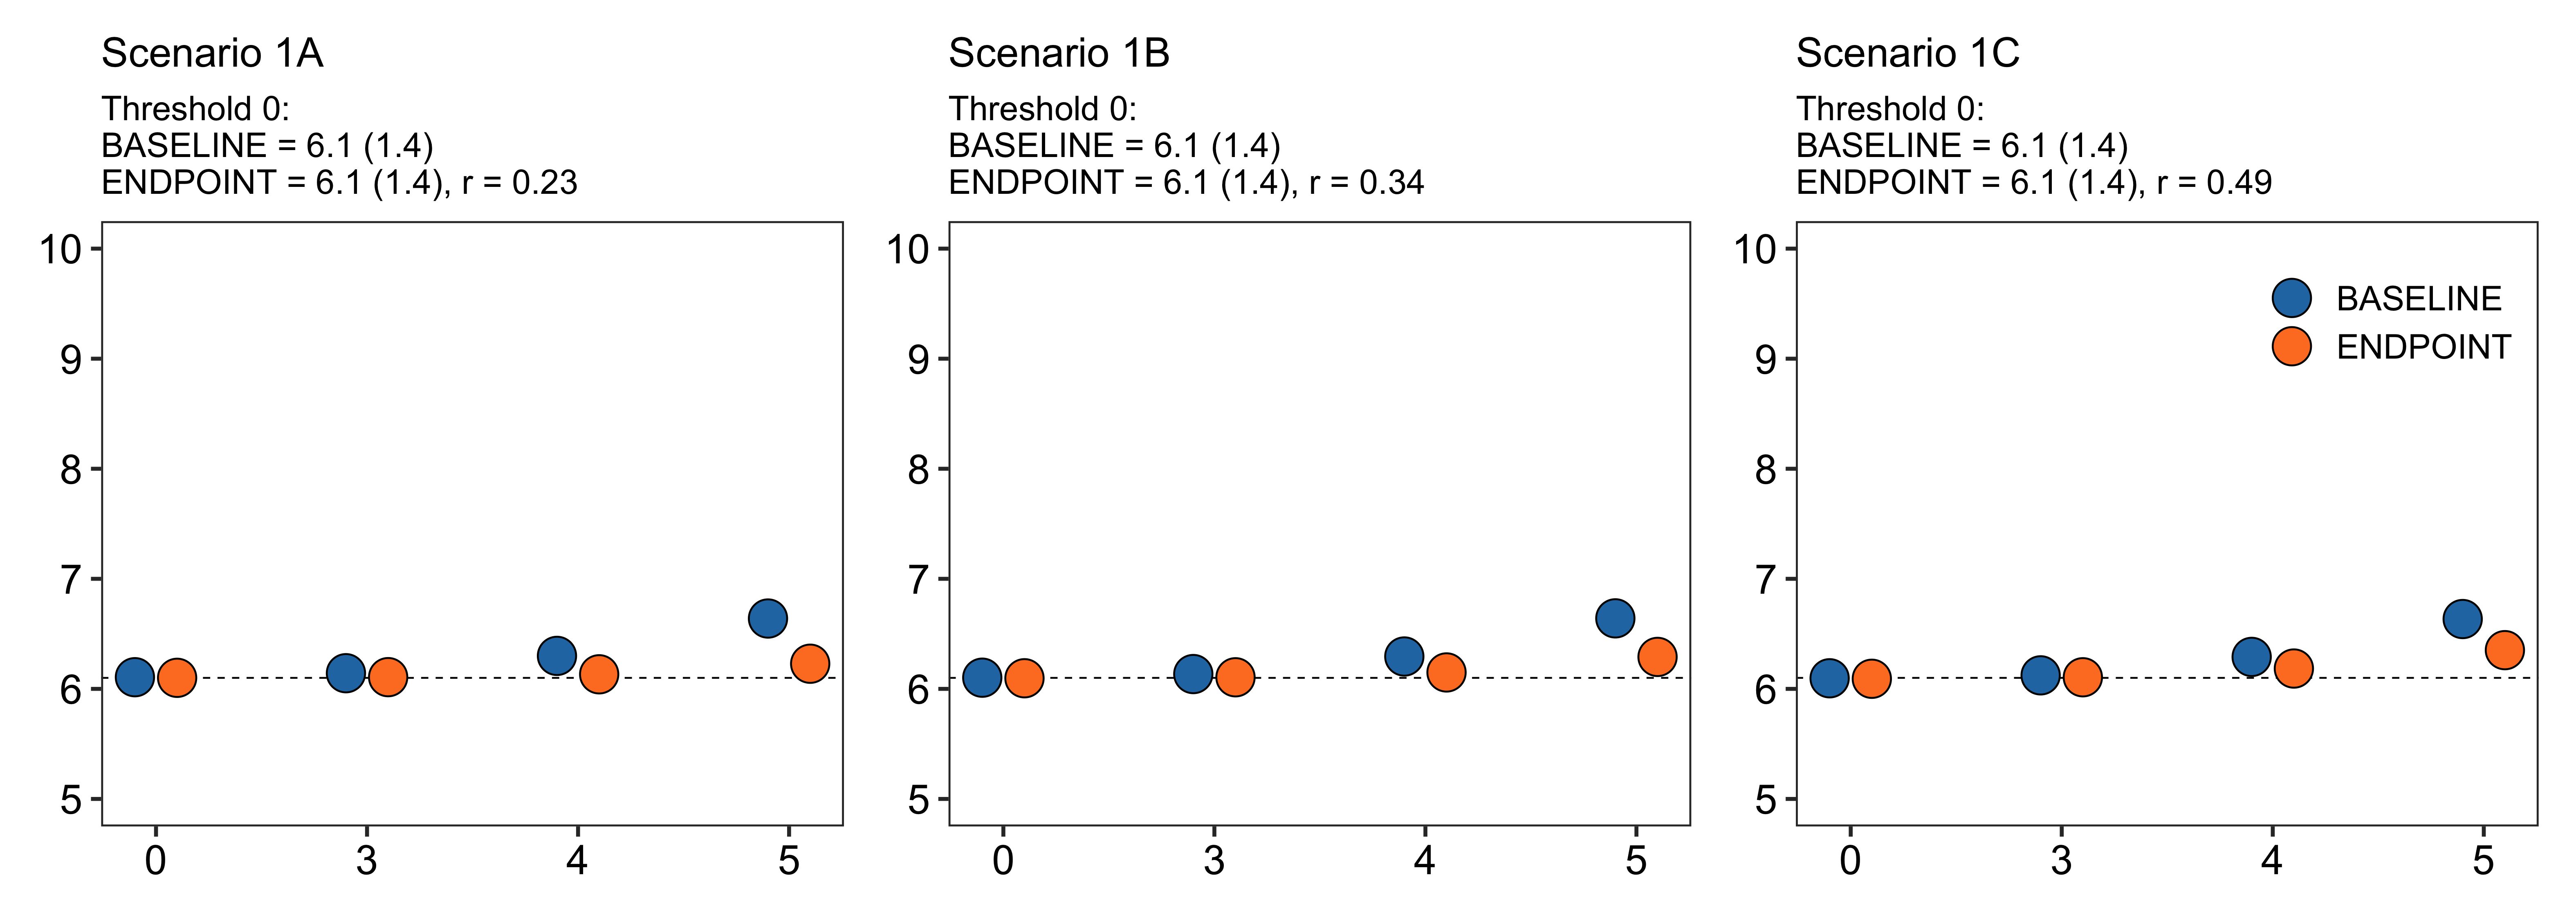 Scenario 1A
Threshold 0:
BASELINE = 6.1 (1.4)
ENDPOINT = 6.1 (1.4), r = 0.23
10
9
8
7
6
5
0 3 4 5
Scenario 1B
Threshold 0:
BASELINE = 6.1 (1.4)
ENDPOINT = 6.1 (1.4), r = 0.34
10
9
8
7
6
5
0 3 4 5
Scenario 1C
Threshold 0:
BASELINE = 6.1 (1.4)
ENDPOINT = 6.1 (1.4), r = 0.49
10
9
8
7
6
5
BASELINE
ENDPOINT
0 3 4 5